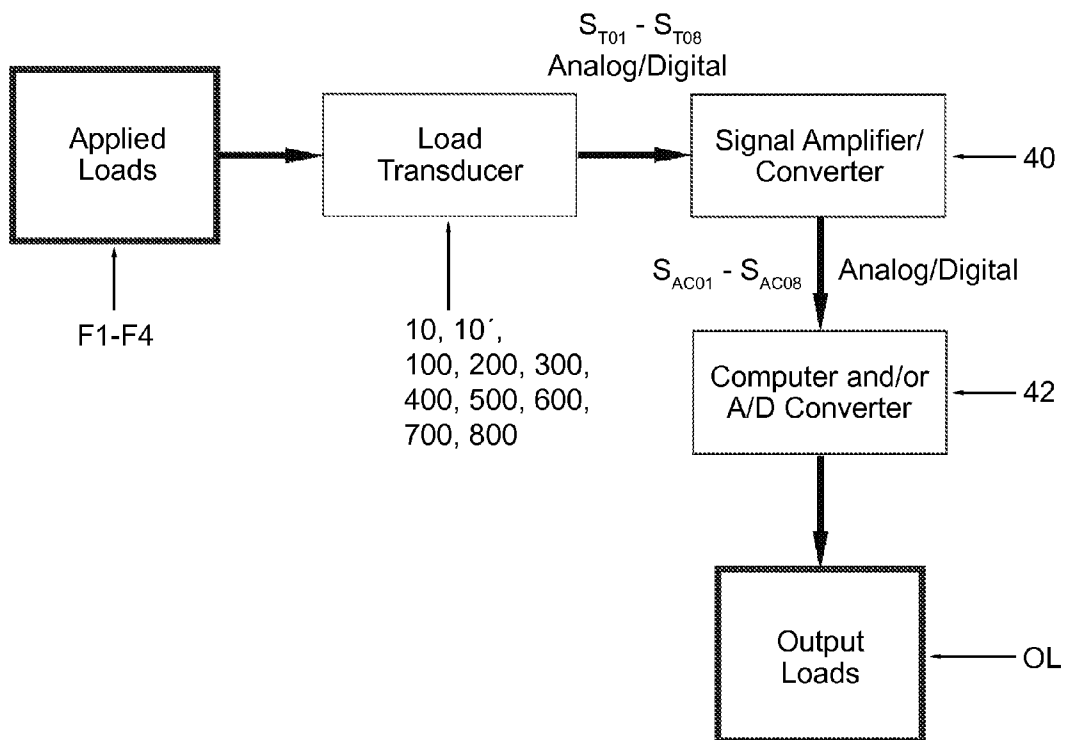 S_T01 - S_T08
Analog/Digital
Applied
Loads
Load
Transducer
Signal Amplifier/
Converter
40
F1-F4
10, 10´,
100, 200, 300,
400, 500, 600,
700, 800
S_AC01 - S_AC08 Analog/Digital
Computer and/or
A/D Converter
42
Output
Loads
OL